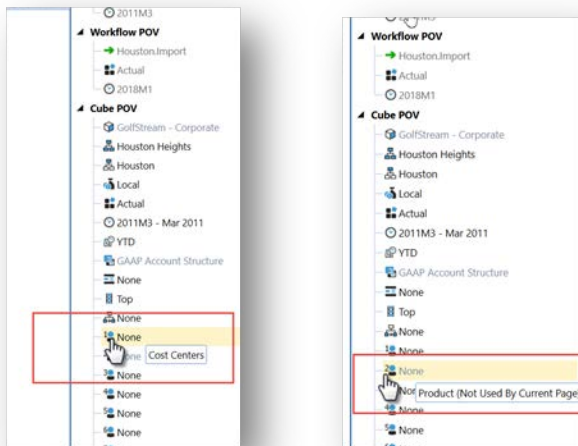 2011M3
Workflow POV
Houston.Import
Actual
2018M1
Cube POV
GolfStream - Corporate
Houston Heights
Houston
Local
Actual
2011M3 - Mar 2011
YTD
GAAP Account Structure
None
Top
None
None
Cost Centers
None
None
None
None
Workflow POV
Houston.Import
Actual
2018M1
Cube POV
GolfStream - Corporate
Houston Heights
Houston
Local
Actual
2011M3 - Mar 2011
YTD
GAAP Account Structure
None
Top
None
None
None
Product (Not Used By Current Page
None
None